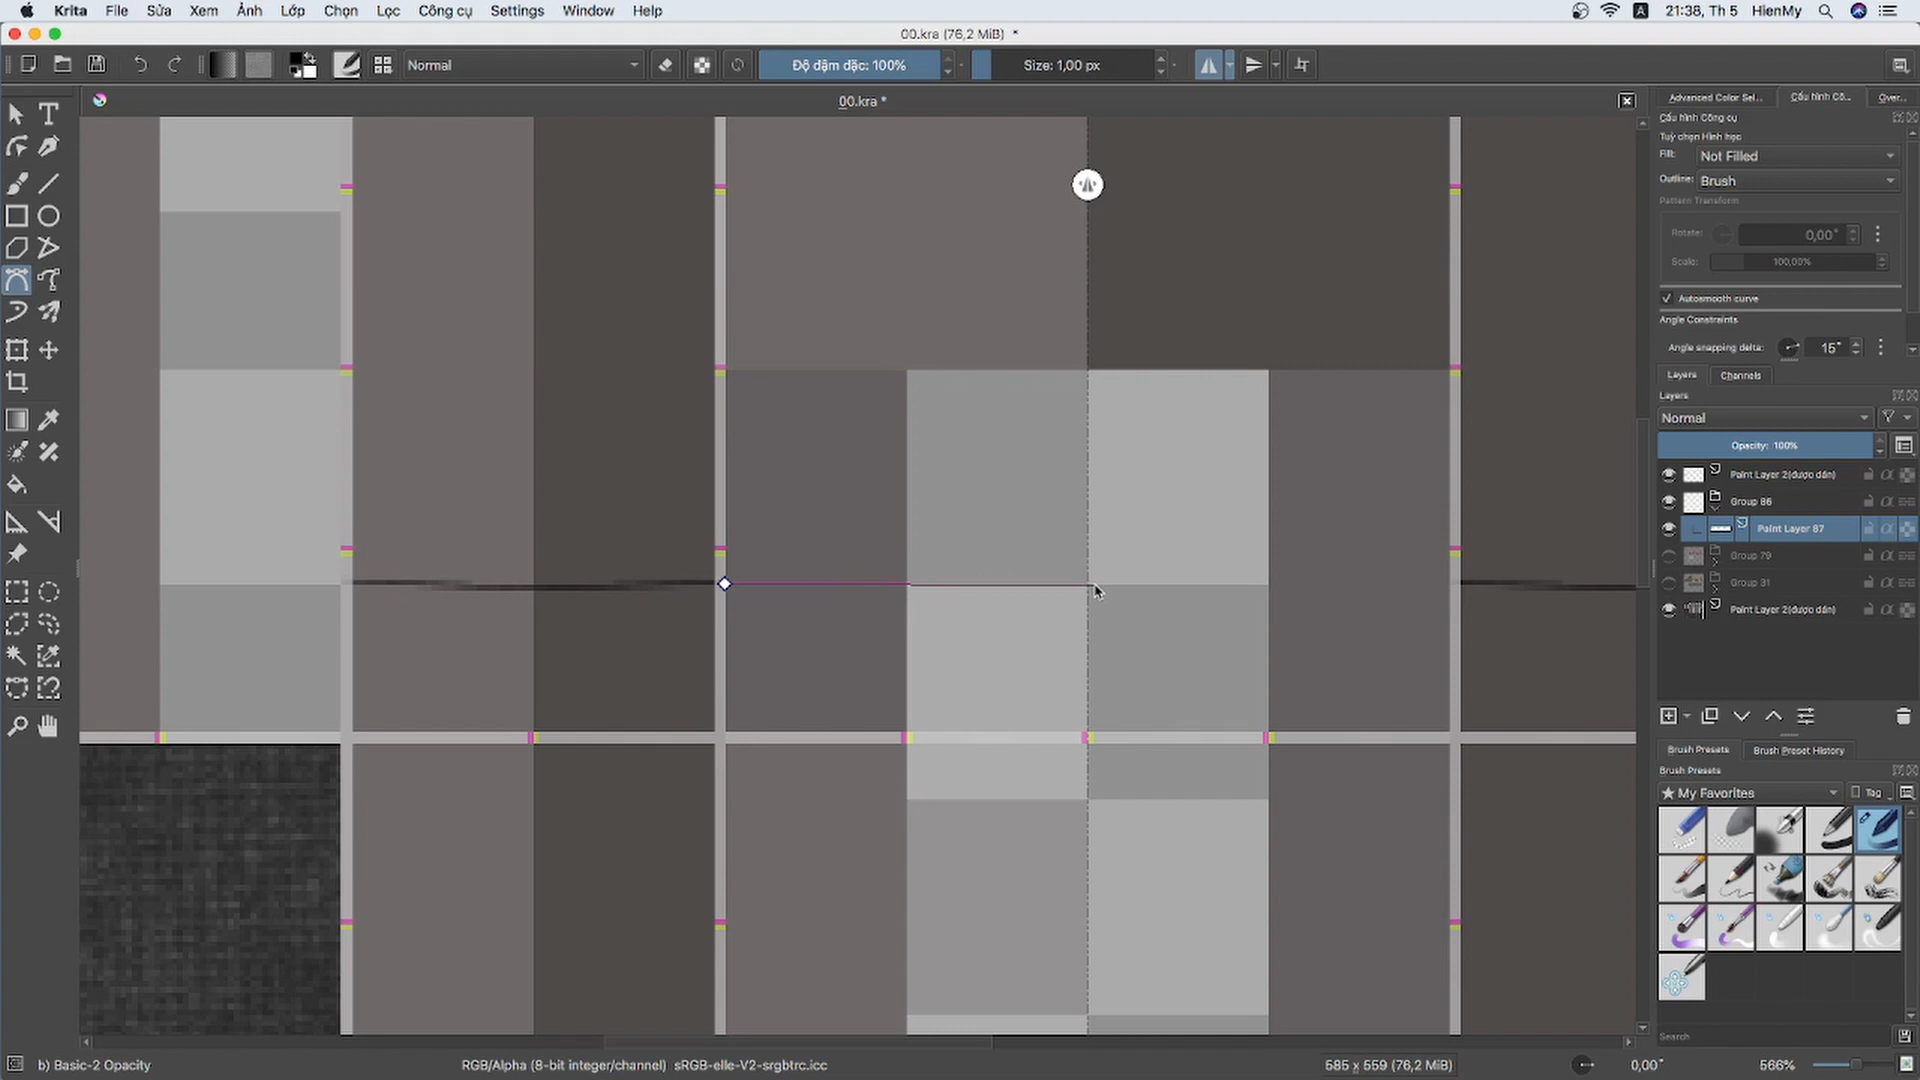 Krita File Sửa Xem Ảnh Lớp Chọn Lọc Công cụ Settings Window Help
A 21:38, Th 5 HienMy
00.kra (76,2 MiB) *
Normal
Độ đậm đặc: 100%
Size: 1,00 px
00.kra *
Advanced Color Sel... Cấu hình Cô... Over...
Cấu hình Công cụ
Tuỳ chọn Hình học
Fill: Not Filled
Outline: Brush
Pattern Transform
Rotate: 0,00°
Scale: 100,00%
Autosmooth curve
Angle Constraints
Angle snapping delta: 15°
Layers Channels
Layers
Normal
Opacity: 100%
Paint Layer 2(được dán)
Group 86
Paint Layer 87
Group 79
Group 31
Paint Layer 2(được dán)
Brush Presets Brush Preset History
Brush Presets
★ My Favorites Tag
Search
b) Basic-2 Opacity
RGB/Alpha (8-bit integer/channel) sRGB-elle-V2-srgbtrc.icc
585 x 559 (76,2 MiB)
0,00°
566%